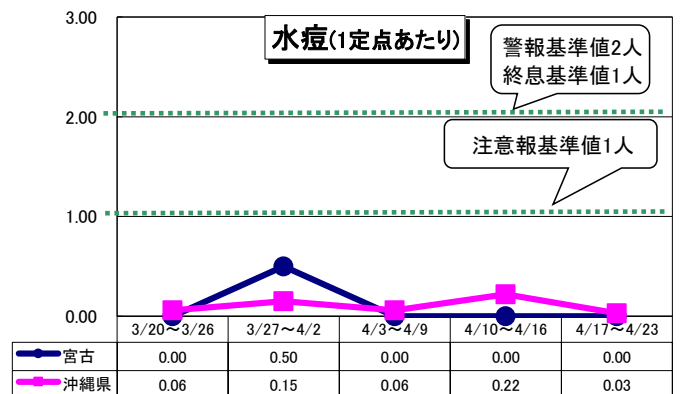 水痘(1定点あたり)
警報基準値2人
終息基準値1人
注意報基準値1人
3.00
2.00
1.00
0.00
3/20～3/26 3/27～4/2 4/3～4/9 4/10～4/16 4/17～4/23
宮古 0.00 0.50 0.00 0.00 0.00
沖縄県 0.06 0.15 0.06 0.22 0.03